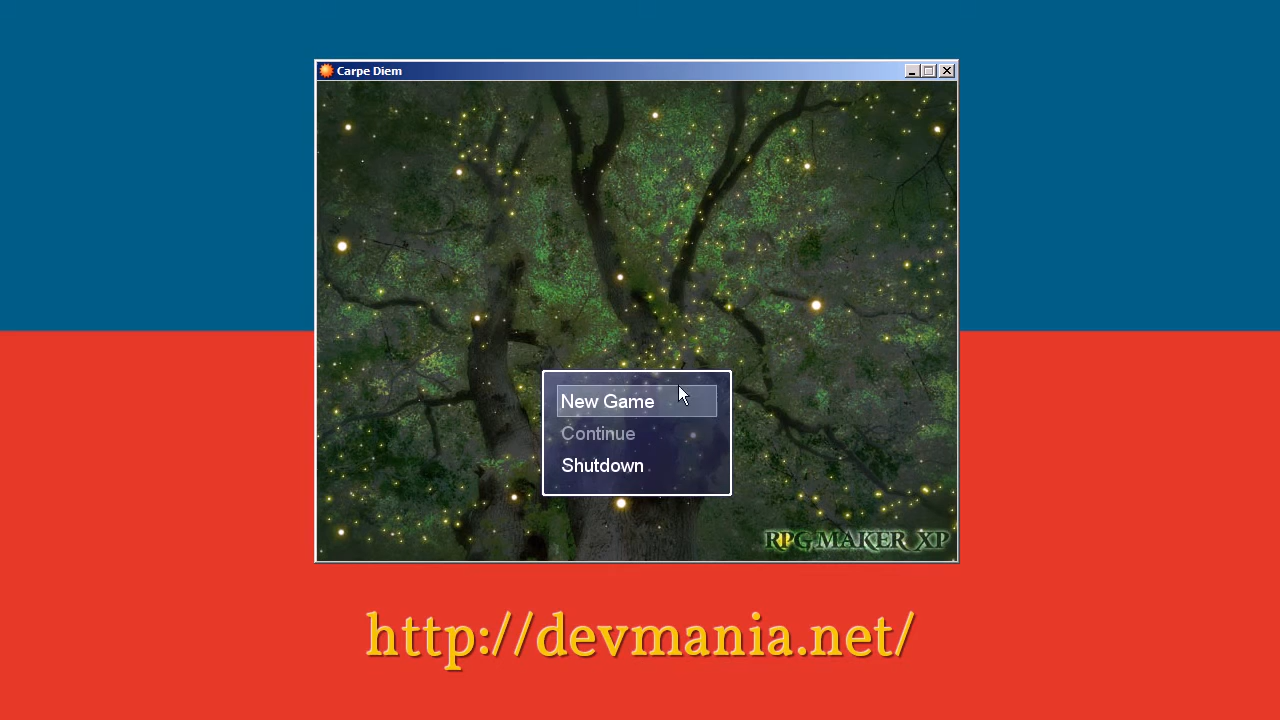 Carpe Diem
New Game
Continue
Shutdown
RPG MAKER XP
http://devmania.net/